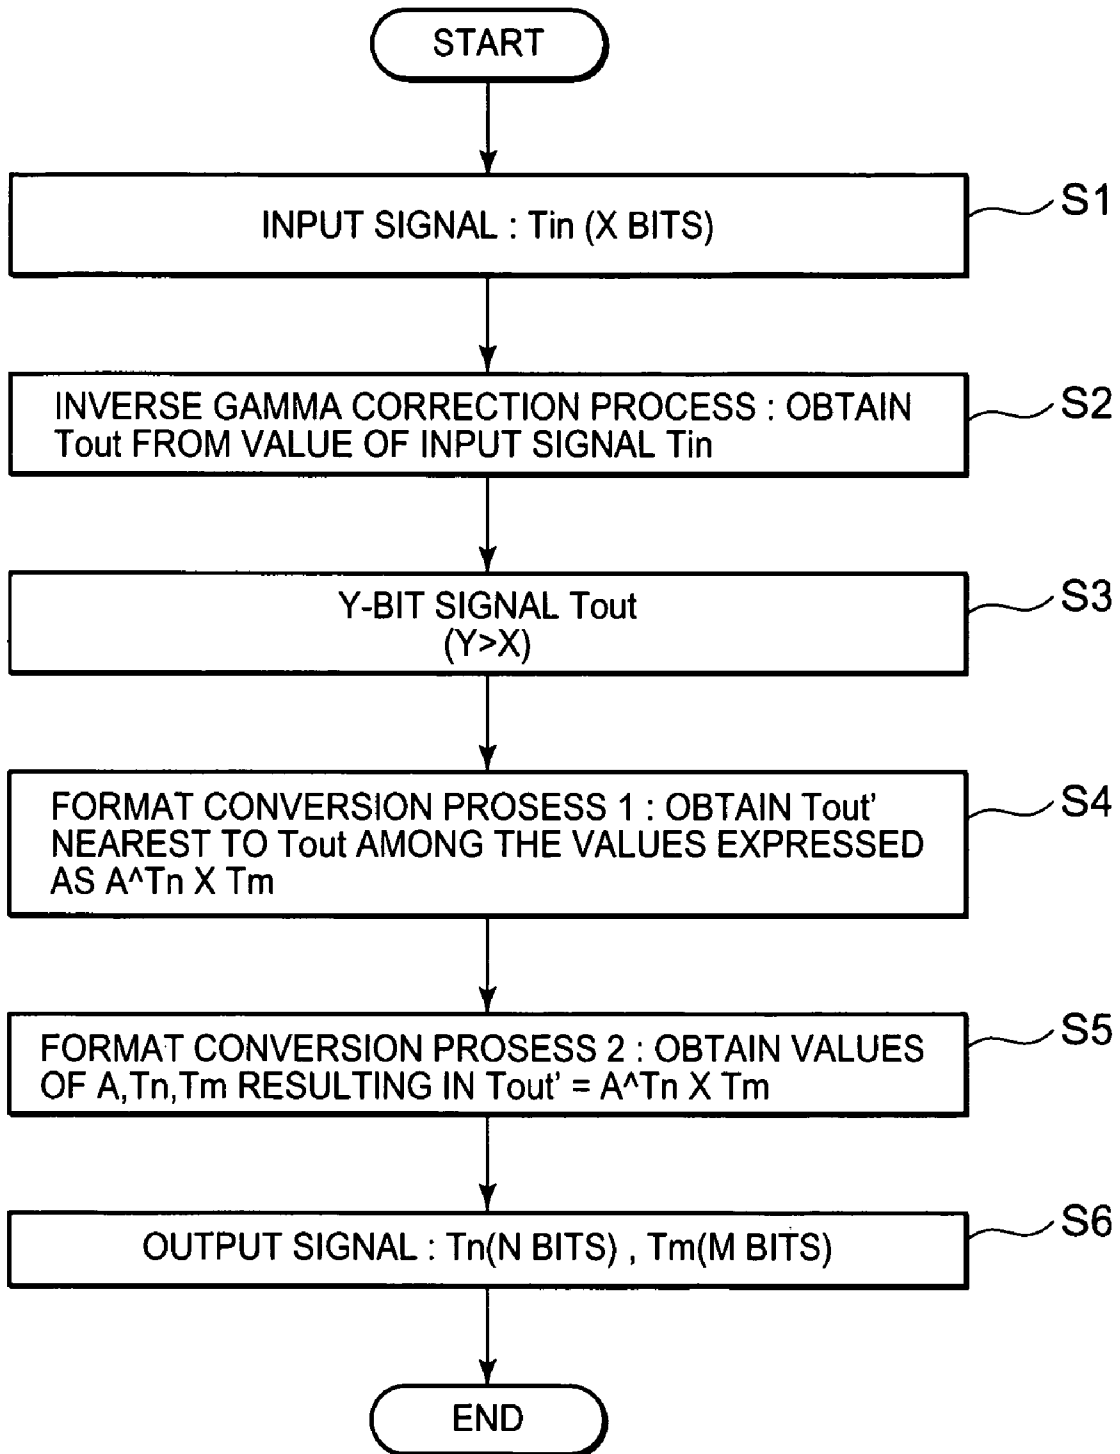 START
INPUT SIGNAL : Tin (X BITS)
S1
INVERSE GAMMA CORRECTION PROCESS : OBTAIN
Tout FROM VALUE OF INPUT SIGNAL Tin
S2
Y-BIT SIGNAL Tout
(Y>X)
S3
FORMAT CONVERSION PROSESS 1 : OBTAIN Tout'
NEAREST TO Tout AMONG THE VALUES EXPRESSED
AS A^Tn X Tm
S4
FORMAT CONVERSION PROSESS 2 : OBTAIN VALUES
OF A,Tn,Tm RESULTING IN Tout' = A^Tn X Tm
S5
OUTPUT SIGNAL : Tn(N BITS) , Tm(M BITS)
S6
END